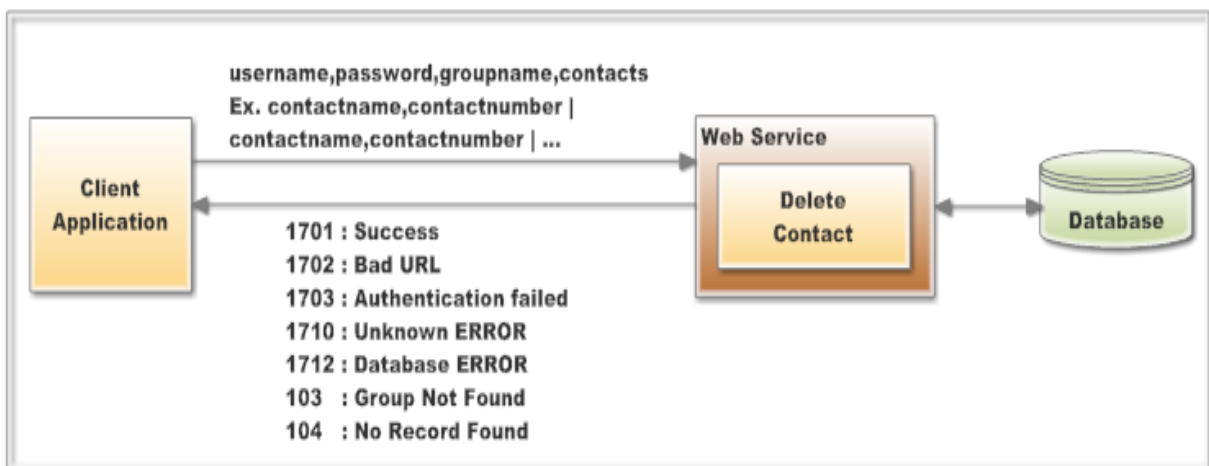 username,password,groupname,contacts
Ex. contactname,contactnumber |
contactname,contactnumber | ...
Client
Application
Web Service
Delete
Contact
Database
1701 : Success
1702 : Bad URL
1703 : Authentication failed
1710 : Unknown ERROR
1712 : Database ERROR
103 : Group Not Found
104 : No Record Found